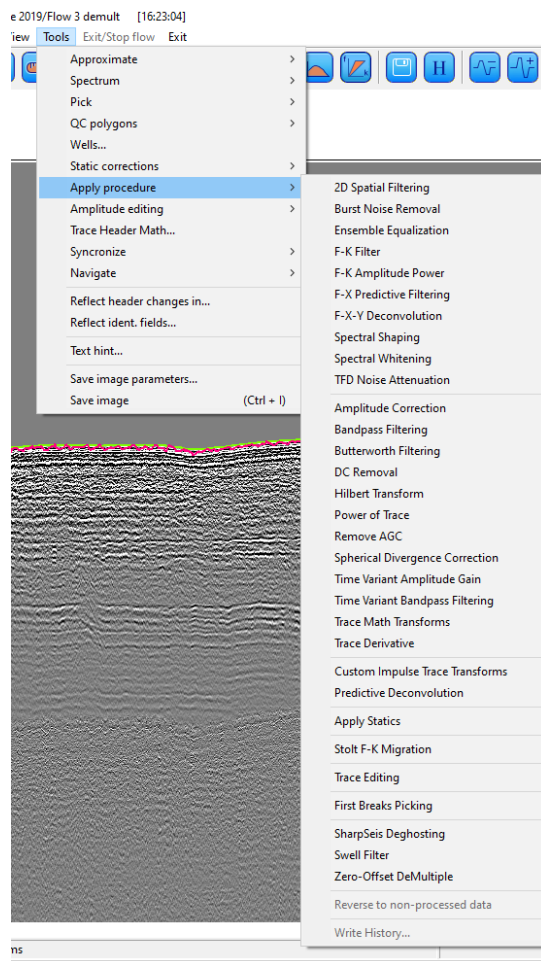 e 2019/Flow 3 demult [16:23:04]
iew Tools Exit/Stop flow Exit
H
Approximate
Spectrum
Pick
QC polygons
Wells...
Static corrections
Apply procedure
Amplitude editing
Trace Header Math...
Syncronize
Navigate
Reflect header changes in...
Reflect ident. fields...
Text hint...
Save image parameters...
Save image (Ctrl + I)
2D Spatial Filtering
Burst Noise Removal
Ensemble Equalization
F-K Filter
F-K Amplitude Power
F-X Predictive Filtering
F-X-Y Deconvolution
Spectral Shaping
Spectral Whitening
TFD Noise Attenuation
Amplitude Correction
Bandpass Filtering
Butterworth Filtering
DC Removal
Hilbert Transform
Power of Trace
Remove AGC
Spherical Divergence Correction
Time Variant Amplitude Gain
Time Variant Bandpass Filtering
Trace Math Transforms
Trace Derivative
Custom Impulse Trace Transforms
Predictive Deconvolution
Apply Statics
Stolt F-K Migration
Trace Editing
First Breaks Picking
SharpSeis Deghosting
Swell Filter
Zero-Offset DeMultiple
Reverse to non-processed data
Write History...
ms